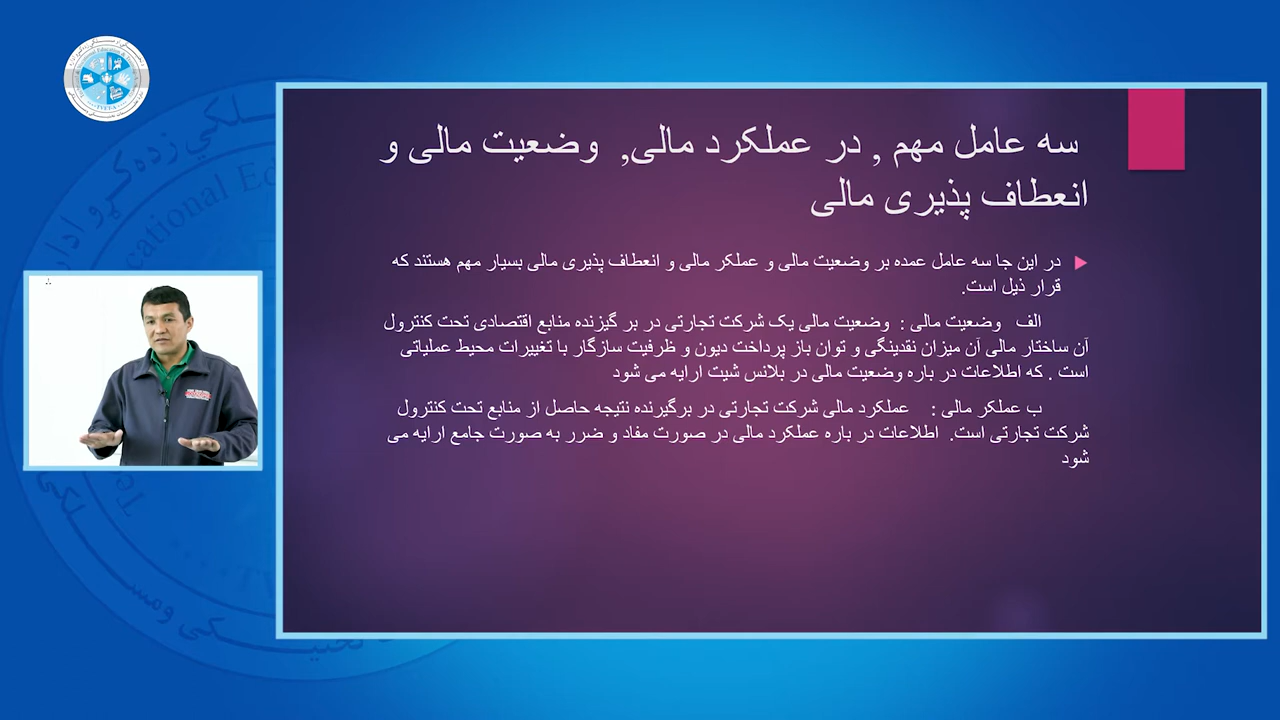 سه عامل مهم , در عملکرد مالی, وضعیت مالی و
انعطاف پذیری مالی
در این جا سه عامل عمده بر وضعیت مالی و عملکر مالی و انعطاف پذیری مالی بسیار مهم هستند که
قرار ذیل است.
الف وضعیت مالی : وضعیت مالی یک شرکت تجارتی در بر گیزنده منابع اقتصادی تحت کنترول
آن ساختار مالی آن میزان نقدینگی و توان باز پرداخت دیون و ظرفیت سازگار با تغییرات محیط عملیاتی
است . که اطلاعات در باره وضعیت مالی در بلانس شیت ارایه می شود
ب عملکر مالی : عملکرد مالی شرکت تجارتی در برگیرنده نتیجه حاصل از منابع تحت کنترول
شرکت تجارتی است. اطلاعات در باره عملکرد مالی در صورت مفاد و ضرر به صورت جامع ارایه می
شود